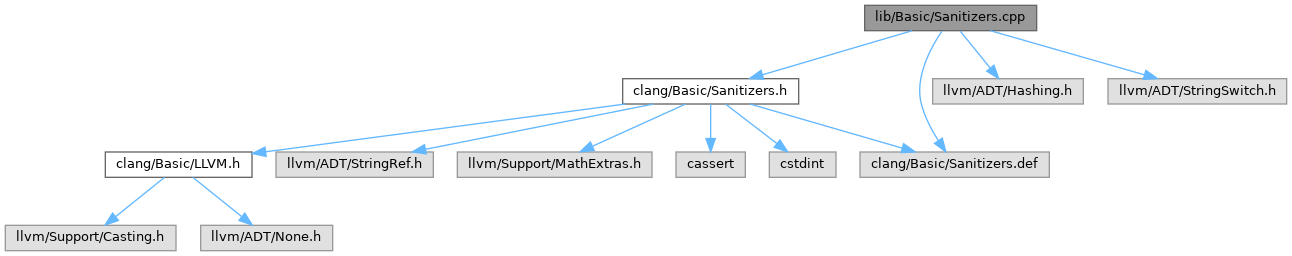 lib/Basic/Sanitizers.cpp
clang/Basic/Sanitizers.h
llvm/ADT/Hashing.h
llvm/ADT/StringSwitch.h
clang/Basic/LLVM.h
llvm/ADT/StringRef.h
llvm/Support/MathExtras.h
cassert
cstdint
clang/Basic/Sanitizers.def
llvm/Support/Casting.h
llvm/ADT/None.h